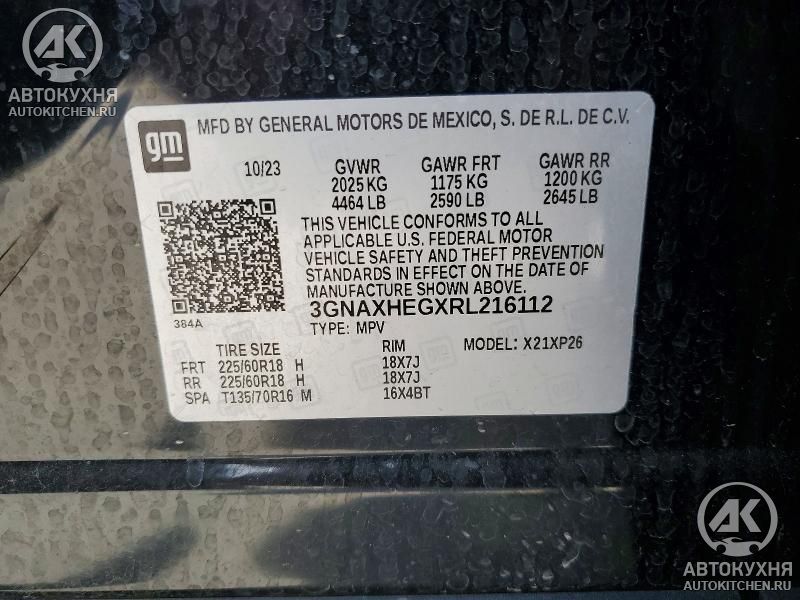 АВТОКУХНЯ
AUTOKITCHEN.RU
gm
MFD BY GENERAL MOTORS DE MEXICO, S. DE R.L. DE C.V.
10/23 GVWR GAWR FRT GAWR RR
2025 KG 1175 KG 1200 KG
4464 LB 2590 LB 2645 LB
THIS VEHICLE CONFORMS TO ALL
APPLICABLE U.S. FEDERAL MOTOR
VEHICLE SAFETY AND THEFT PREVENTION
STANDARDS IN EFFECT ON THE DATE OF
MANUFACTURE SHOWN ABOVE.
384A
3GNAXHEGXRL216112
TYPE: MPV
TIRE SIZE RIM MODEL: X21XP26
FRT 225/60R18 H 18X7J
RR 225/60R18 H 18X7J
SPA T135/70R16 M 16X4BT
АК
АВТОКУХНЯ
AUTOKITCHEN.RU